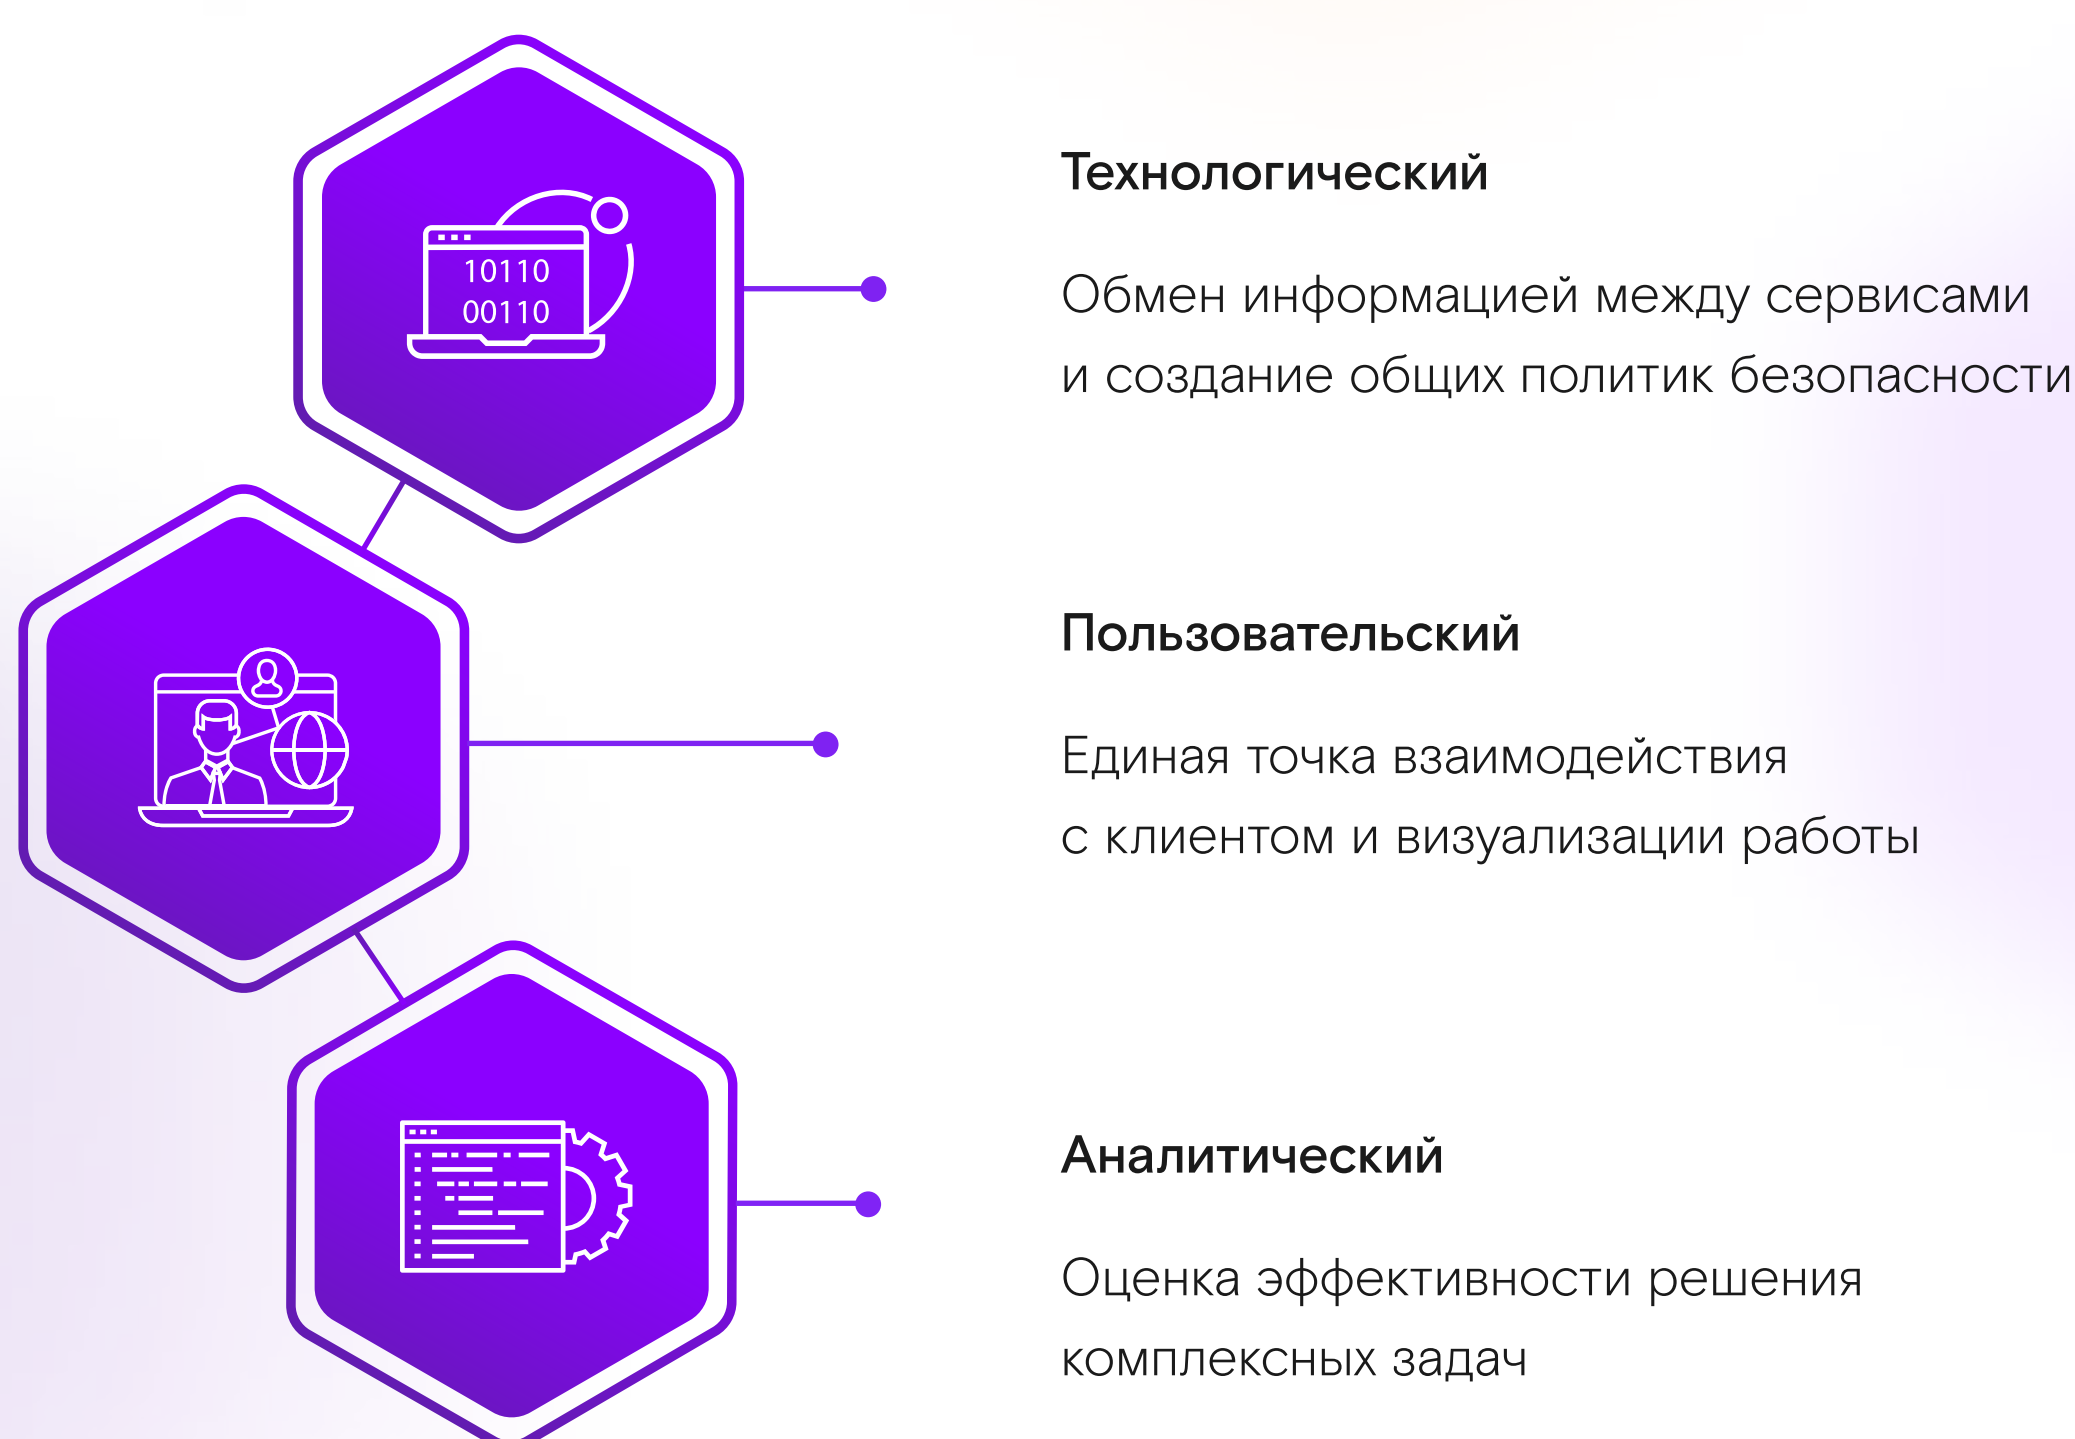 10110
00110
Технологический
Обмен информацией между сервисами
и создание общих политик безопасности
Пользовательский
Единая точка взаимодействия
с клиентом и визуализации работы
Аналитический
Оценка эффективности решения
комплексных задач